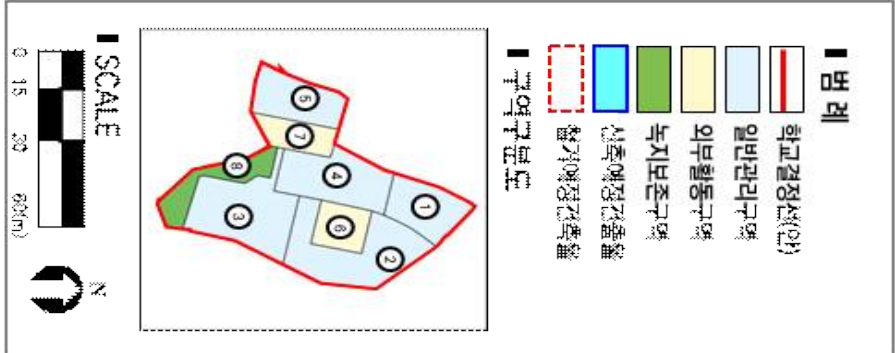 범 례
학교결정선(안)
일반관리구역
외부활동구역
녹지보존구역
신축예정건축물
철거예정건축물
구역구분도
1
2
3
4
5
6
7
8
SCALE
0 15 30 60(m)
N